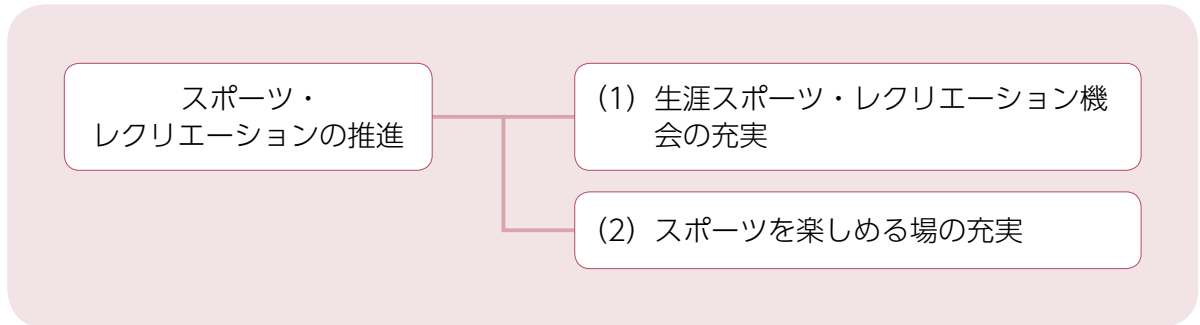 スポーツ・
レクリエーションの推進
(1) 生涯スポーツ・レクリエーション機
会の充実
(2) スポーツを楽しめる場の充実